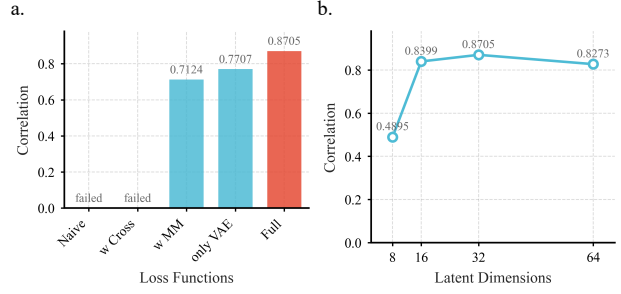 a.
Correlation
0.8
0.6
0.4
0.2
0.0
failed
failed
0.7124
0.7707
0.8705
Naive
w Cross
w MM
only VAE
Full
Loss Functions
b.
Correlation
0.8
0.6
0.4
0.2
0.0
0.4895
0.8399
0.8705
0.8273
8
16
32
64
Latent Dimensions